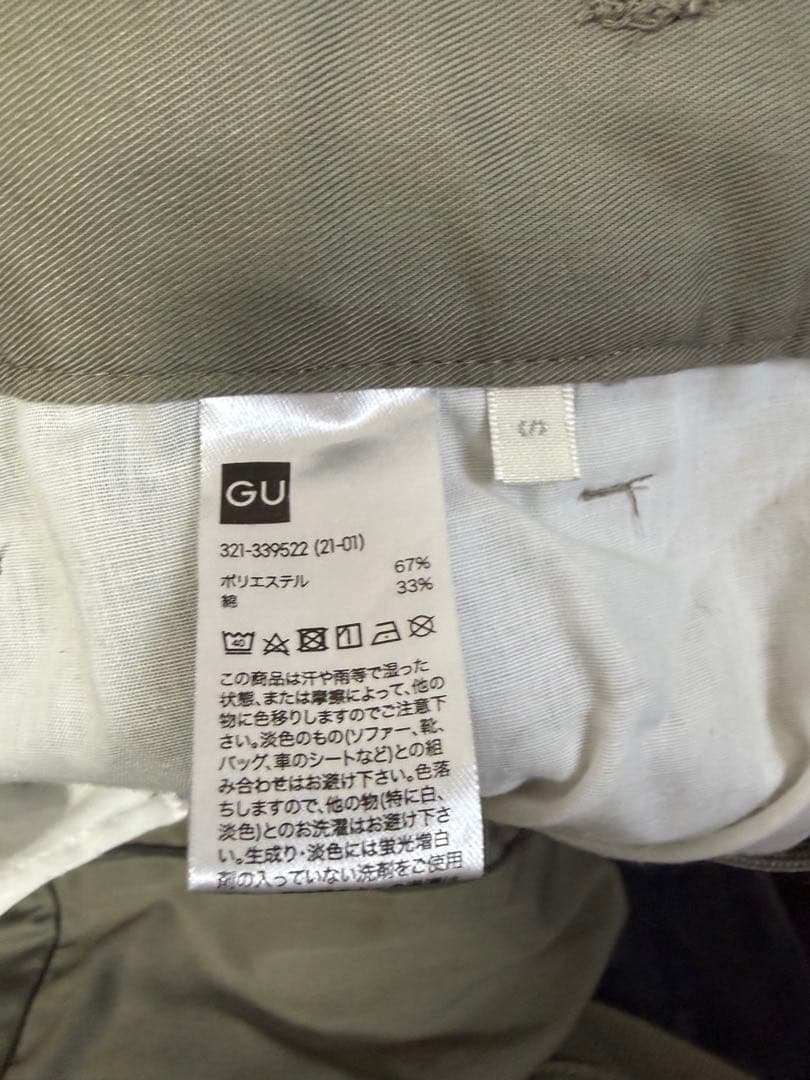 GU
321-339522 (21-01)
ポリエステル 67%
綿 33%
40
この商品は汗や雨等で湿った
状態、または摩擦によって、他の
物に色移りしますのでご注意下
さい。淡色のもの(ソファー、靴、
バッグ、車のシートなど)との組
み合わせはお避け下さい。色落
ちしますので、他の物(特に白、
淡色)とのお洗濯はお避け下さ
い。生成り・淡色には蛍光増白
剤の入っていない洗剤をご使用